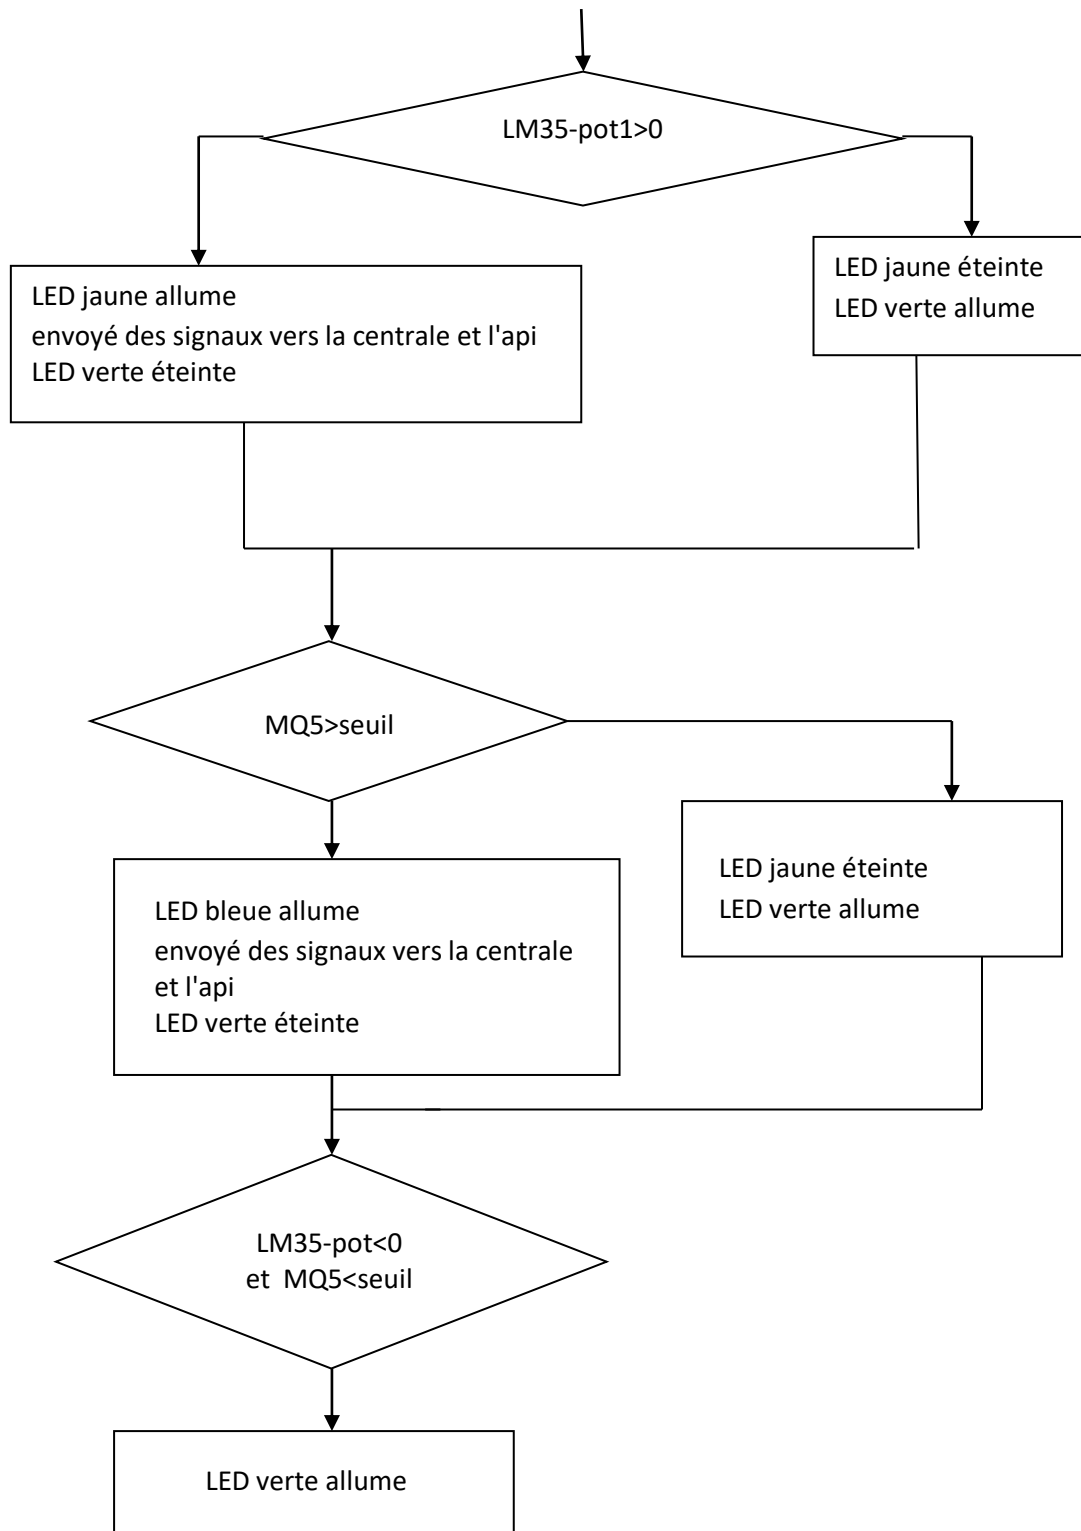 LM35-pot1>0
LED jaune allume
envoyé des signaux vers la centrale et l'api
LED verte éteinte
LED jaune éteinte
LED verte allume
MQ5>seuil
LED bleue allume
envoyé des signaux vers la centrale
et l'api
LED verte éteinte
LED jaune éteinte
LED verte allume
LM35-pot<0
et MQ5<seuil
LED verte allume